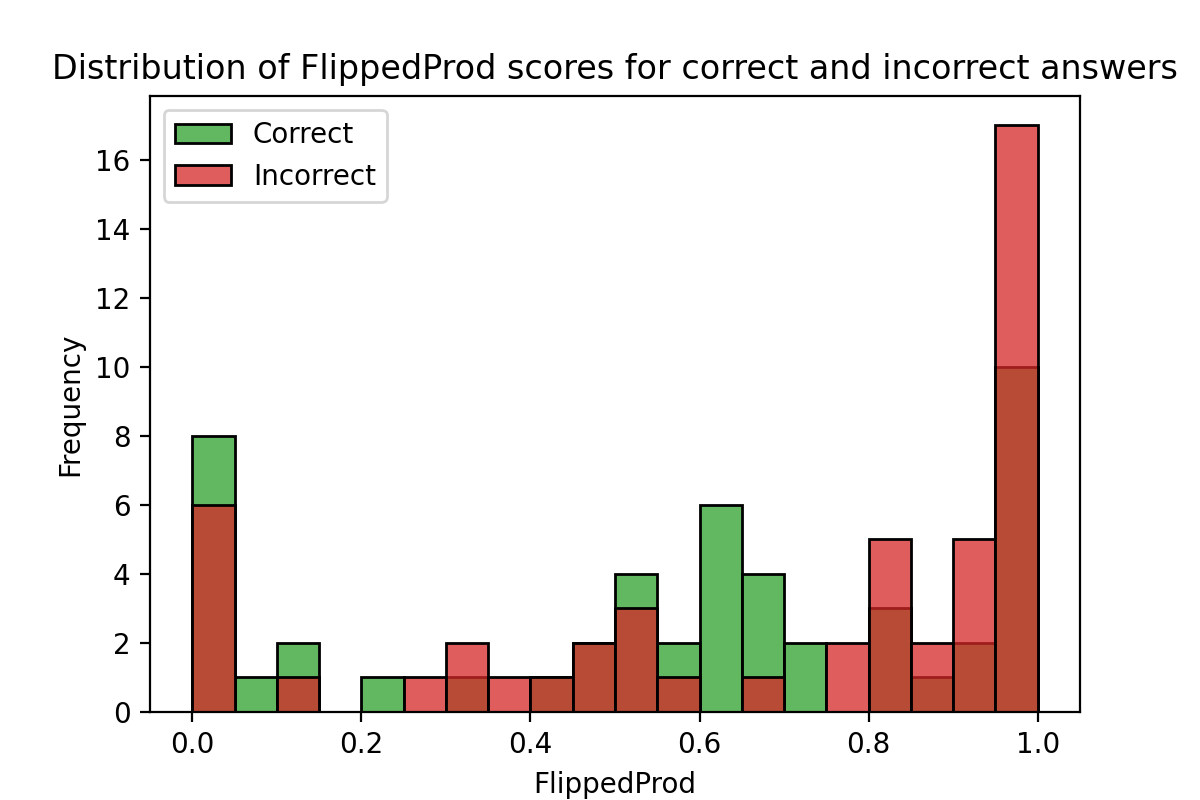 Distribution of FlippedProd scores for correct and incorrect answers
Correct
Incorrect
Frequency
16
14
12
10
8
6
4
2
0
0.0 0.2 0.4 0.6 0.8 1.0
FlippedProd